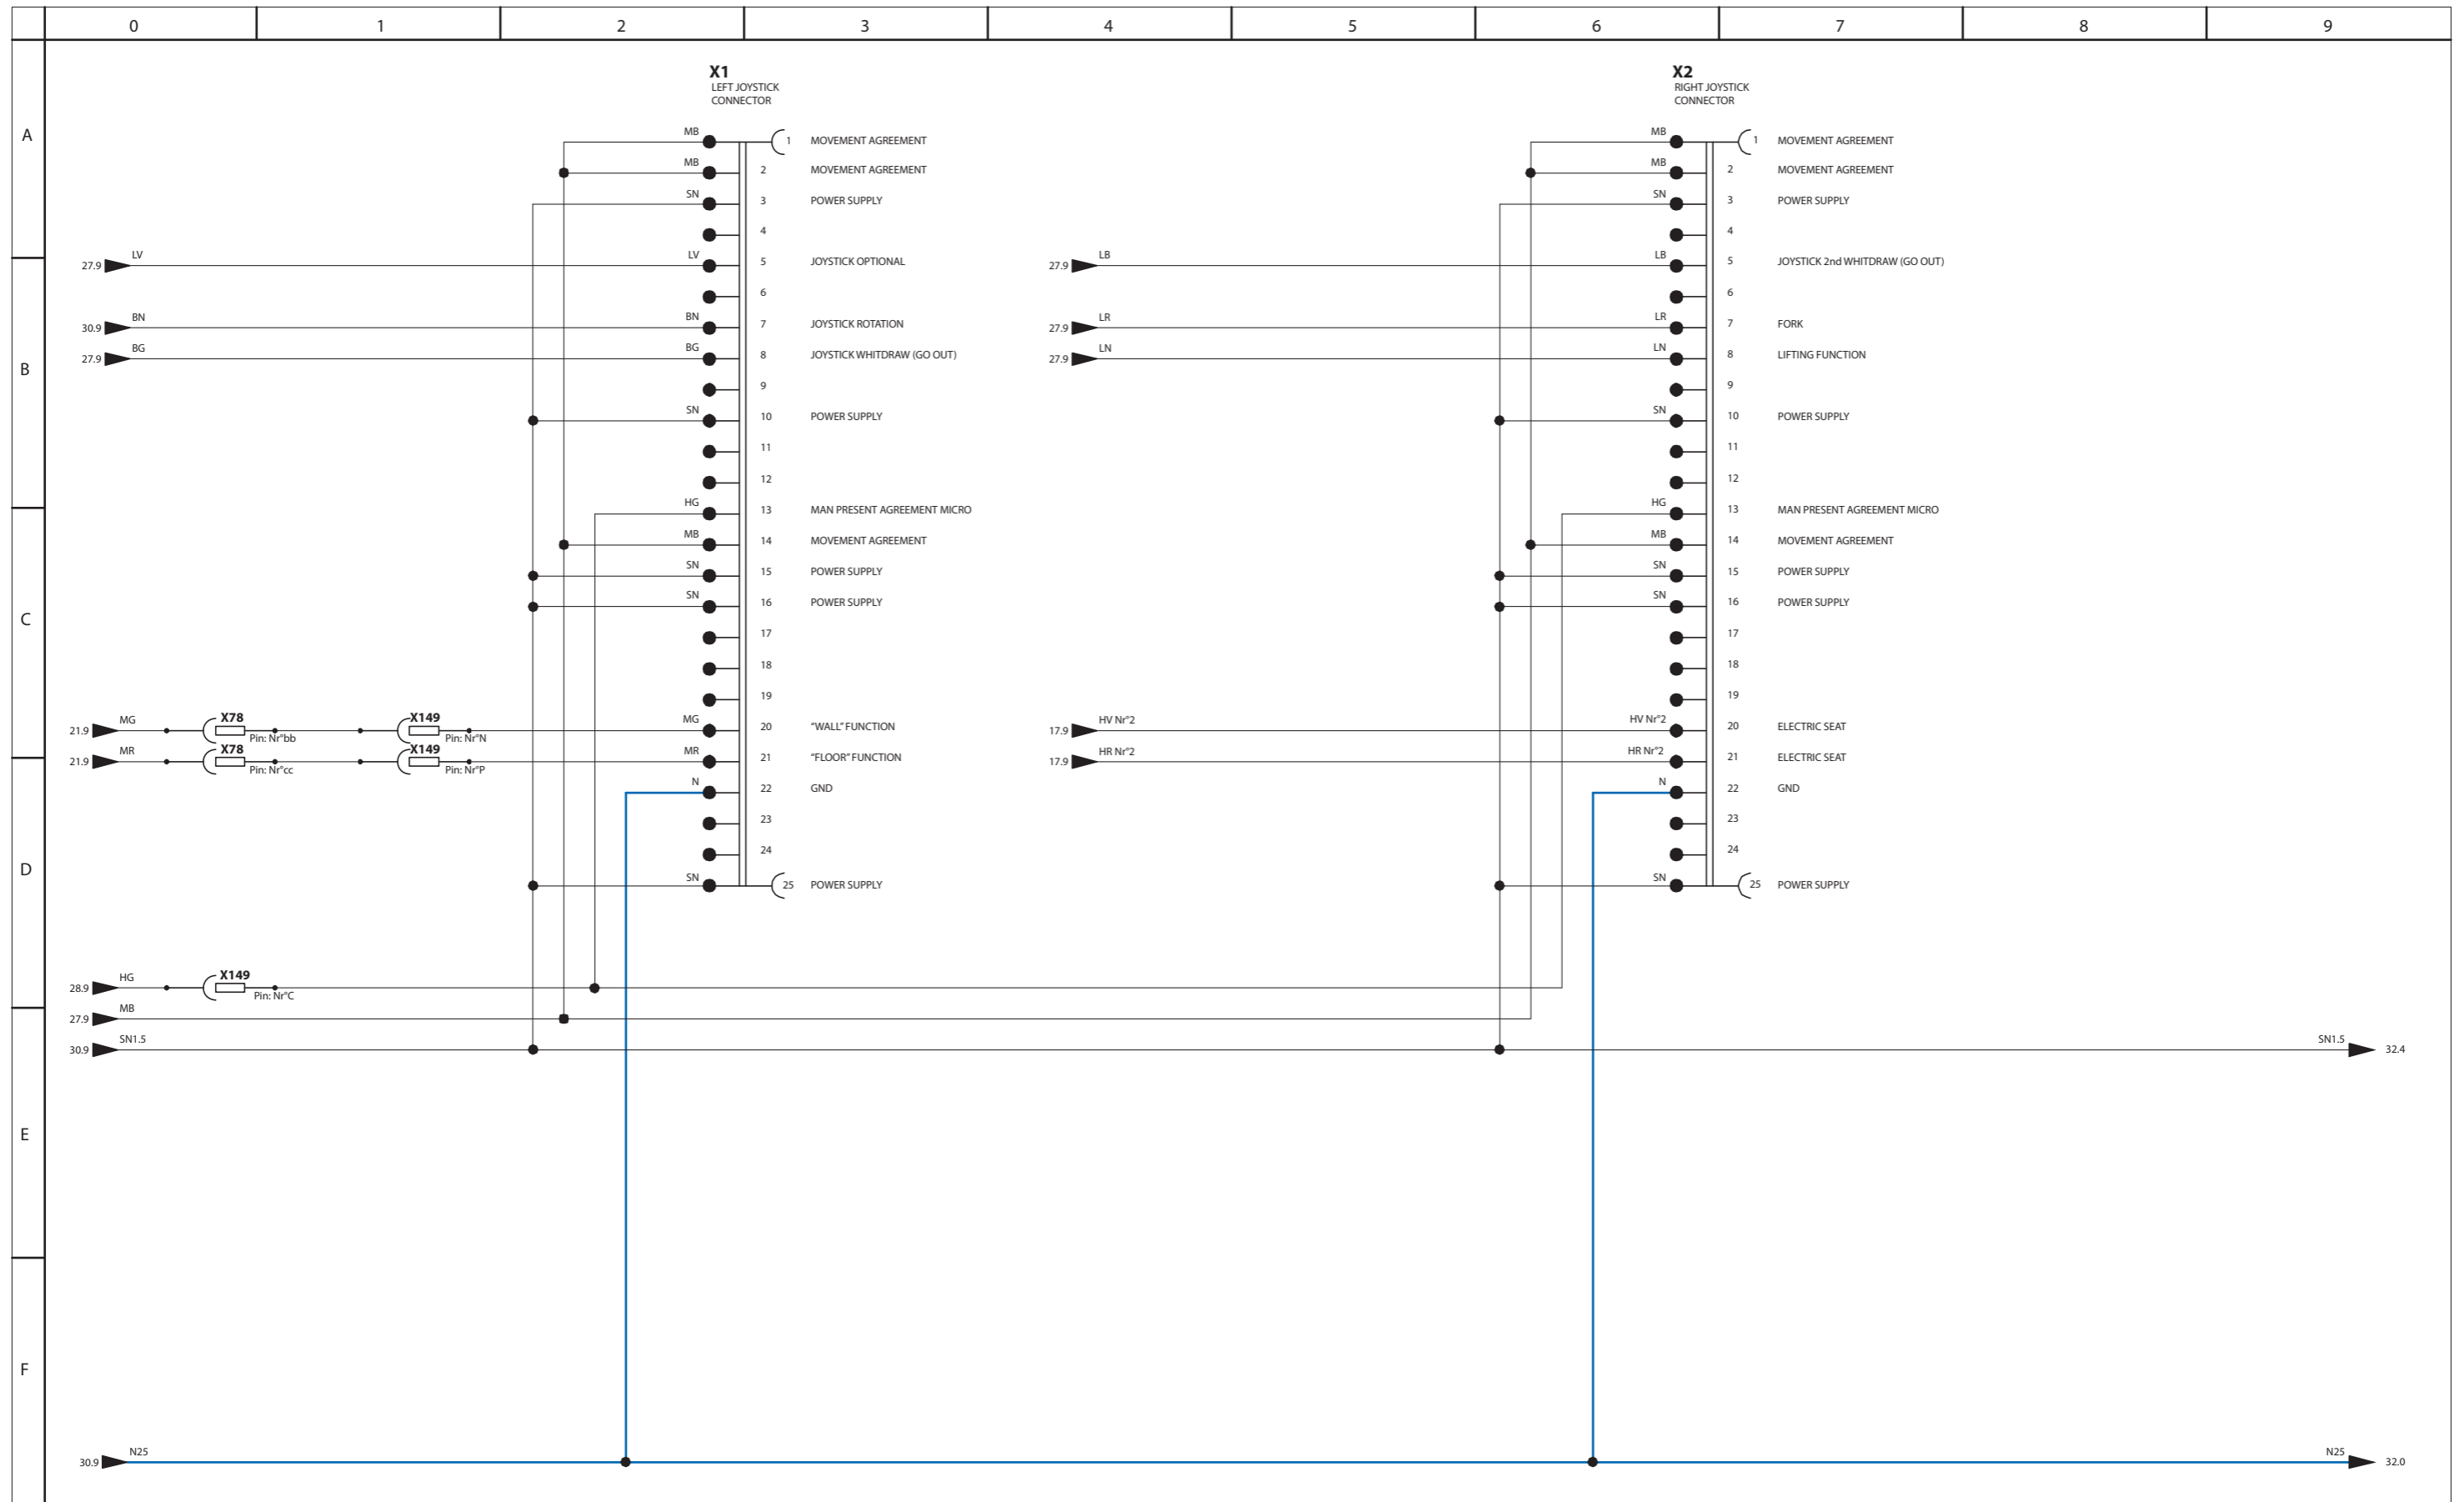 0 1 2 3 4 5 6 7 8 9
A
B
C
D
E
F
X1
LEFT JOYSTICK
CONNECTOR
MB 1 MOVEMENT AGREEMENT
MB 2 MOVEMENT AGREEMENT
SN 3 POWER SUPPLY
4
27.9 LV LV 5 JOYSTICK OPTIONAL
6
30.9 BN BN 7 JOYSTICK ROTATION
27.9 BG BG 8 JOYSTICK WHITDRAW (GO OUT)
9
SN 10 POWER SUPPLY
11
12
HG 13 MAN PRESENT AGREEMENT MICRO
MB 14 MOVEMENT AGREEMENT
SN 15 POWER SUPPLY
SN 16 POWER SUPPLY
17
18
19
21.9 MG X78 Pin: Nr°bb X149 Pin: Nr°N MG 20 “WALL” FUNCTION
21.9 MR X78 Pin: Nr°cc X149 Pin: Nr°P MR 21 “FLOOR” FUNCTION
N 22 GND
23
24
SN 25 POWER SUPPLY
X2
RIGHT JOYSTICK
CONNECTOR
MB 1 MOVEMENT AGREEMENT
MB 2 MOVEMENT AGREEMENT
SN 3 POWER SUPPLY
4
27.9 LB LB 5 JOYSTICK 2nd WHITDRAW (GO OUT)
6
27.9 LR LR 7 FORK
27.9 LN LN 8 LIFTING FUNCTION
9
SN 10 POWER SUPPLY
11
12
HG 13 MAN PRESENT AGREEMENT MICRO
MB 14 MOVEMENT AGREEMENT
SN 15 POWER SUPPLY
SN 16 POWER SUPPLY
17
18
19
17.9 HV Nr°2 HV Nr°2 20 ELECTRIC SEAT
17.9 HR Nr°2 HR Nr°2 21 ELECTRIC SEAT
N 22 GND
23
24
SN 25 POWER SUPPLY
28.9 HG X149 Pin: Nr°C
27.9 MB
30.9 SN1.5 SN1.5 32.4
30.9 N25 N25 32.0